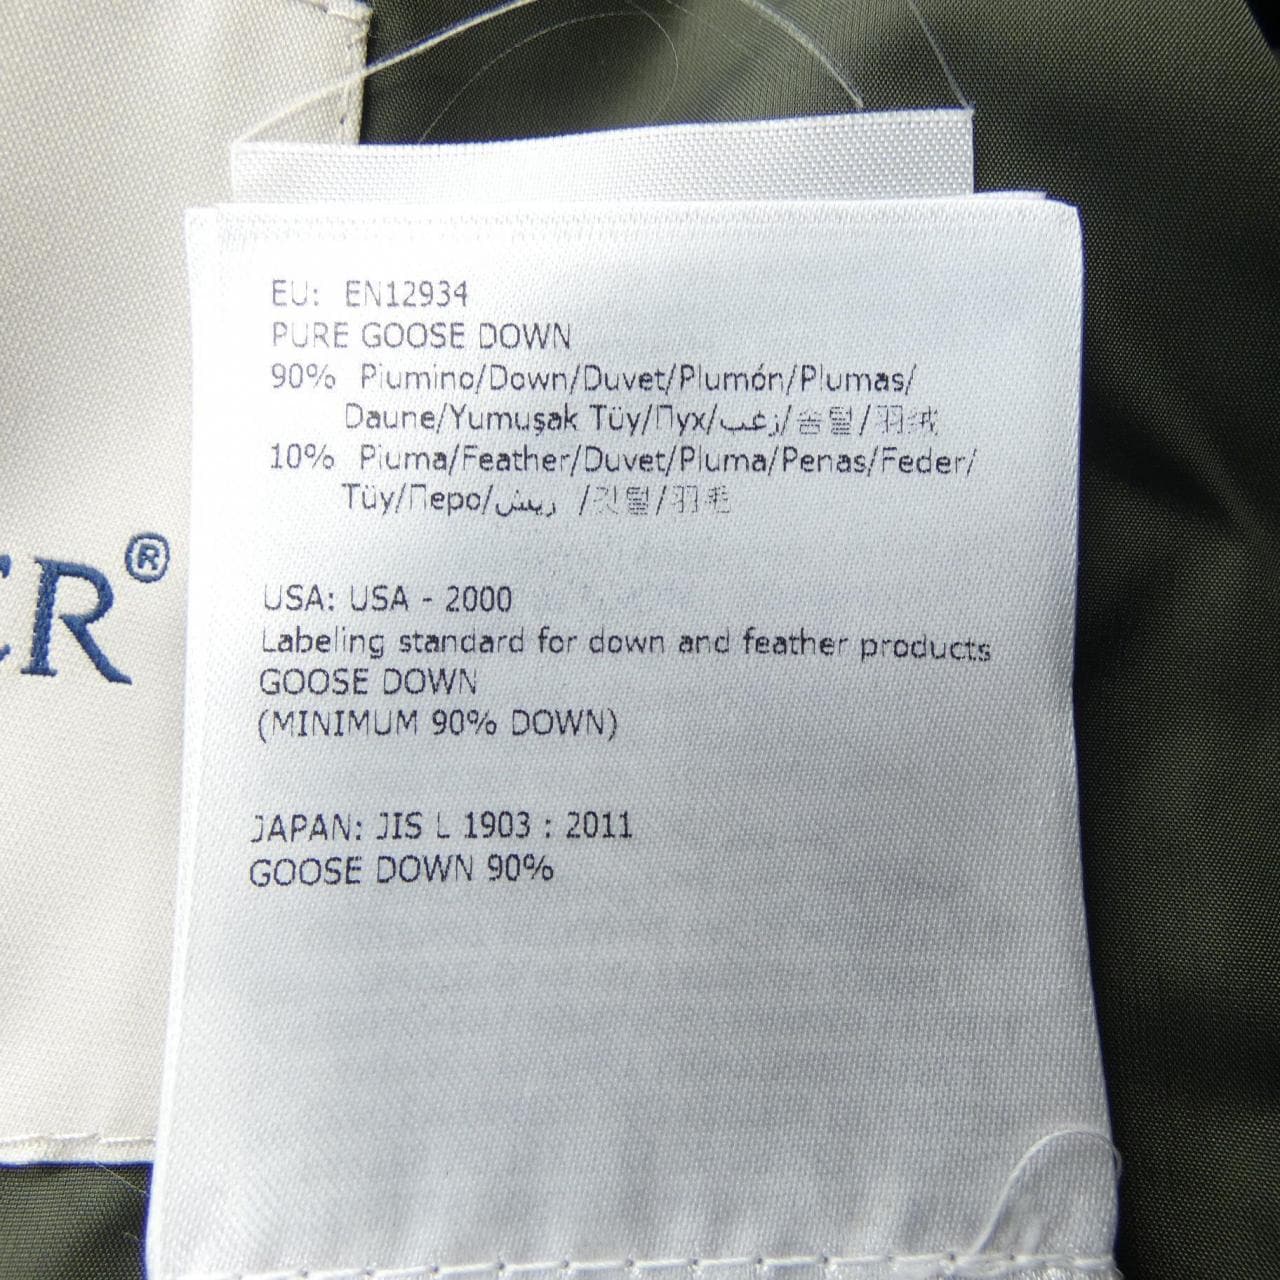 EU: EN12934
PURE GOOSE DOWN
90% Piumino/Down/Duvet/Plumón/Plumas/
Daune/Yumuşak Tüy/Пух/زغب/솜털/羽绒
10% Piuma/Feather/Duvet/Pluma/Penas/Feder/
Tüy/Перо/ريش /깃털/羽毛
USA: USA - 2000
Labeling standard for down and feather products
GOOSE DOWN
(MINIMUM 90% DOWN)
JAPAN: JIS L 1903 : 2011
GOOSE DOWN 90%